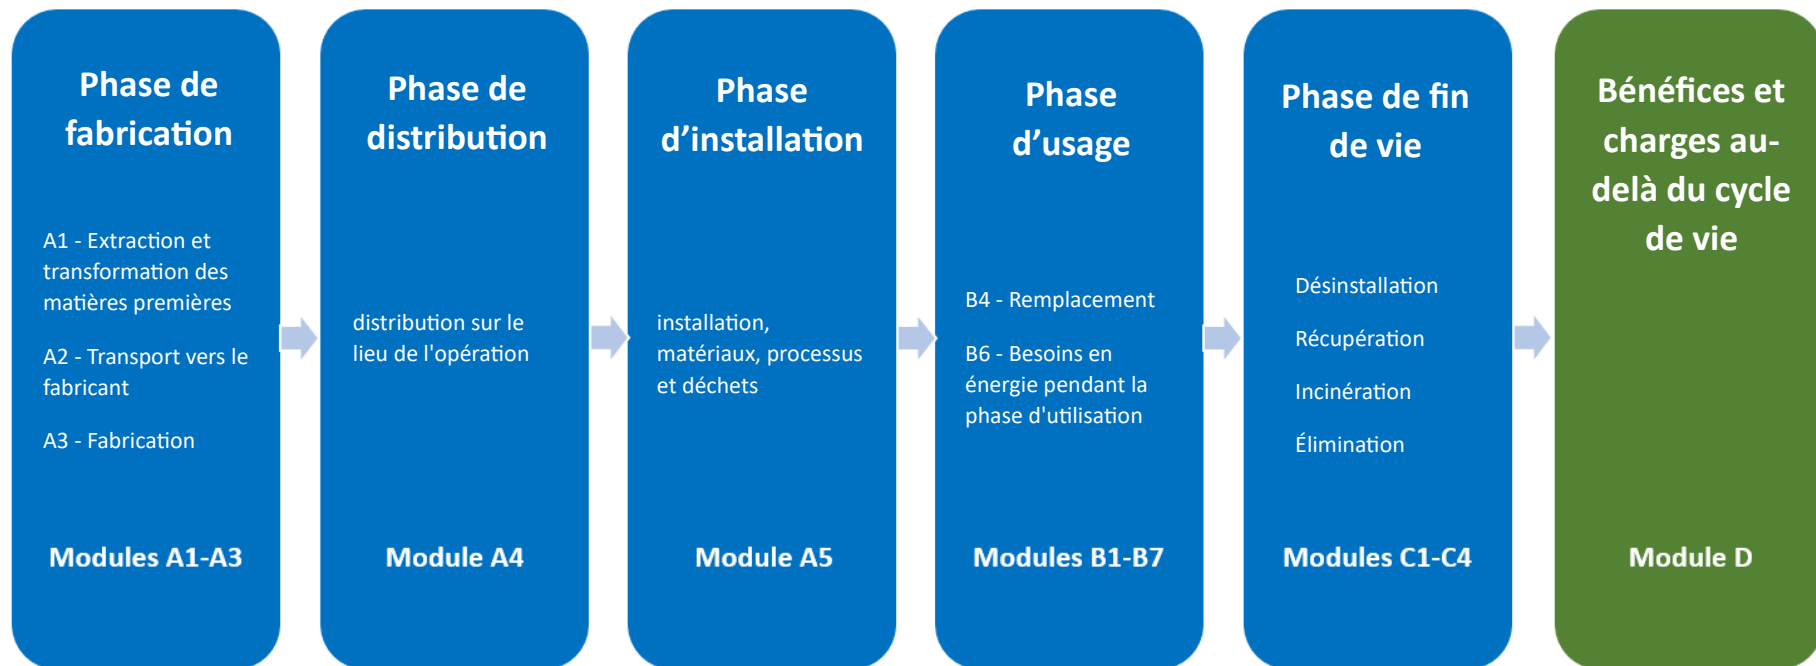 Phase de
fabrication
A1 - Extraction et
transformation des
matières premières
A2 - Transport vers le
fabricant
A3 - Fabrication
Modules A1-A3
Phase de
distribution
distribution sur le
lieu de l'opération
Module A4
Phase
d’installation
installation,
matériaux, processus
et déchets
Module A5
Phase
d’usage
B4 - Remplacement
B6 - Besoins en
énergie pendant la
phase d'utilisation
Modules B1-B7
Phase de fin
de vie
Désinstallation
Récupération
Incinération
Élimination
Modules C1-C4
Bénéfices et
charges au-
delà du cycle
de vie
Module D